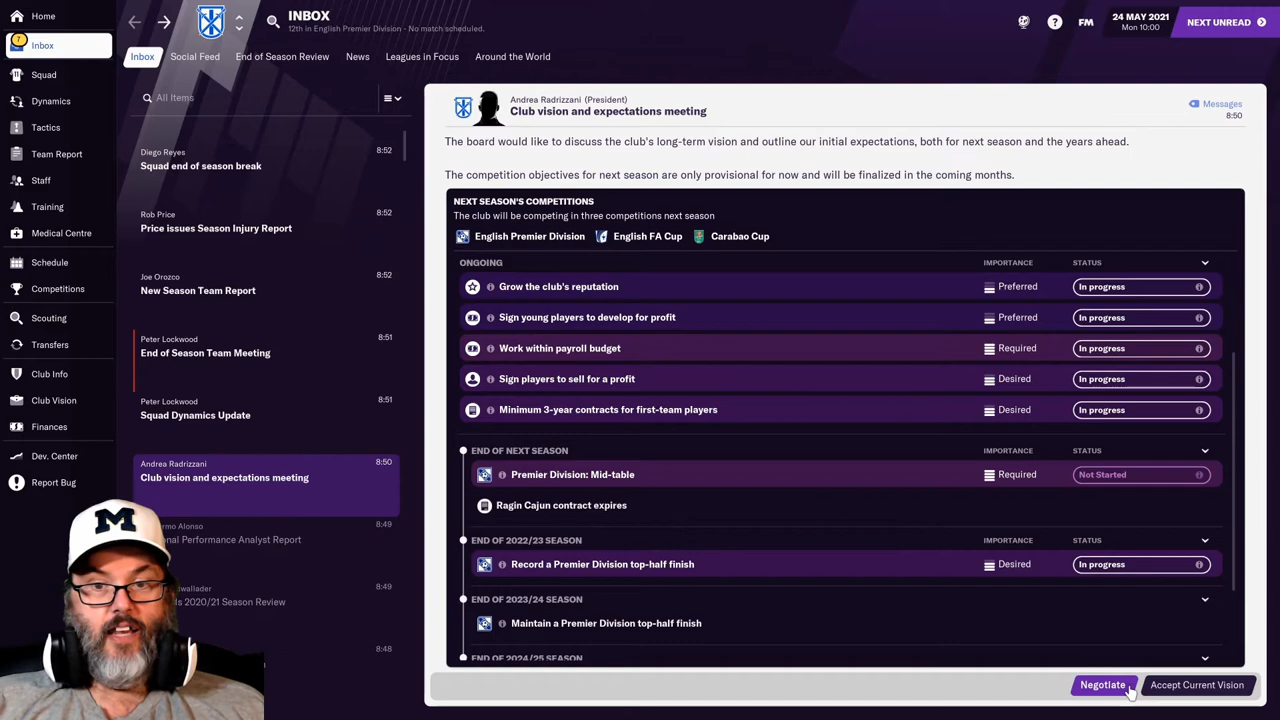 Home
INBOX
12th in English Premier Division - No match scheduled.
24 MAY 2021
Mon 10:00
FM
NEXT UNREAD
7
Inbox
Squad
Dynamics
Tactics
Team Report
Staff
Training
Medical Centre
Schedule
Competitions
Scouting
Transfers
Club Info
Club Vision
Finances
Dev. Center
Report Bug
Inbox
Social Feed
End of Season Review
News
Leagues in Focus
Around the World
All Items
Diego Reyes
8:52
Squad end of season break
Rob Price
8:52
Price issues Season Injury Report
Joe Orozco
8:52
New Season Team Report
Peter Lockwood
8:51
End of Season Team Meeting
Peter Lockwood
8:51
Squad Dynamics Update
Andrea Radrizzani
8:50
Club vision and expectations meeting
Alonso
8:49
Performance Analyst Report
8:49
2020/21 Season Review
8:48
Andrea Radrizzani (President)
Club vision and expectations meeting
Messages
8:50
The board would like to discuss the club's long-term vision and outline our initial expectations, both for next season and the years ahead.
The competition objectives for next season are only provisional for now and will be finalized in the coming months.
NEXT SEASON'S COMPETITIONS
The club will be competing in three competitions next season
English Premier Division English FA Cup Carabao Cup
ONGOING IMPORTANCE STATUS
Grow the club's reputation Preferred In progress
Sign young players to develop for profit Preferred In progress
Work within payroll budget Required In progress
Sign players to sell for a profit Desired In progress
Minimum 3-year contracts for first-team players Desired In progress
END OF NEXT SEASON IMPORTANCE STATUS
Premier Division: Mid-table Required Not Started
Ragin Cajun contract expires
END OF 2022/23 SEASON IMPORTANCE STATUS
Record a Premier Division top-half finish Desired In progress
END OF 2023/24 SEASON
Maintain a Premier Division top-half finish
END OF 2024/25 SEASON
Negotiate
Accept Current Vision
M